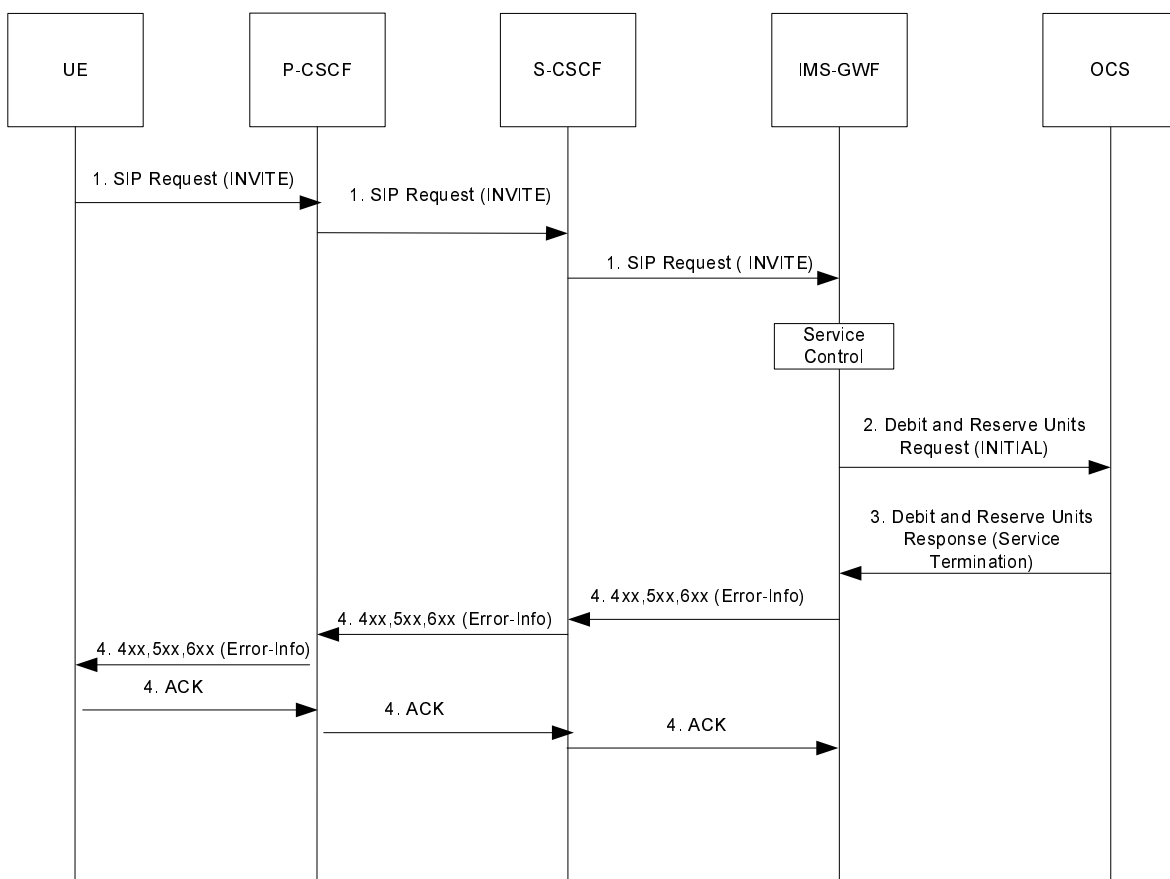 UE
P-CSCF
S-CSCF
IMS-GWF
OCS
1. SIP Request (INVITE)
1. SIP Request (INVITE)
1. SIP Request ( INVITE)
Service
Control
2. Debit and Reserve Units
Request (INITIAL)
3. Debit and Reserve Units
Response (Service
Termination)
4. 4xx,5xx,6xx (Error-Info)
4. 4xx,5xx,6xx (Error-Info)
4. 4xx,5xx,6xx (Error-Info)
4. ACK
4. ACK
4. ACK